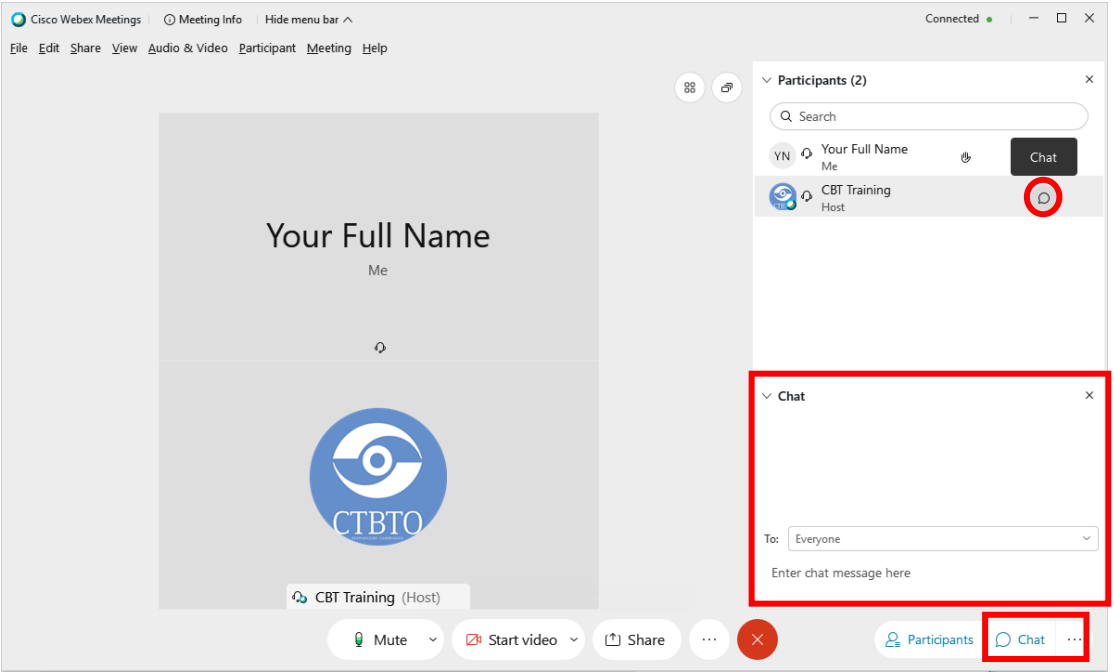 Cisco Webex Meetings Meeting Info Hide menu bar Connected
File Edit Share View Audio & Video Participant Meeting Help
Participants (2)
Search
YN Your Full Name
Me
Chat
CBT Training
Host
Your Full Name
Me
Chat
CTBTO
To: Everyone
Enter chat message here
CBT Training (Host)
Mute Start video Share Participants Chat